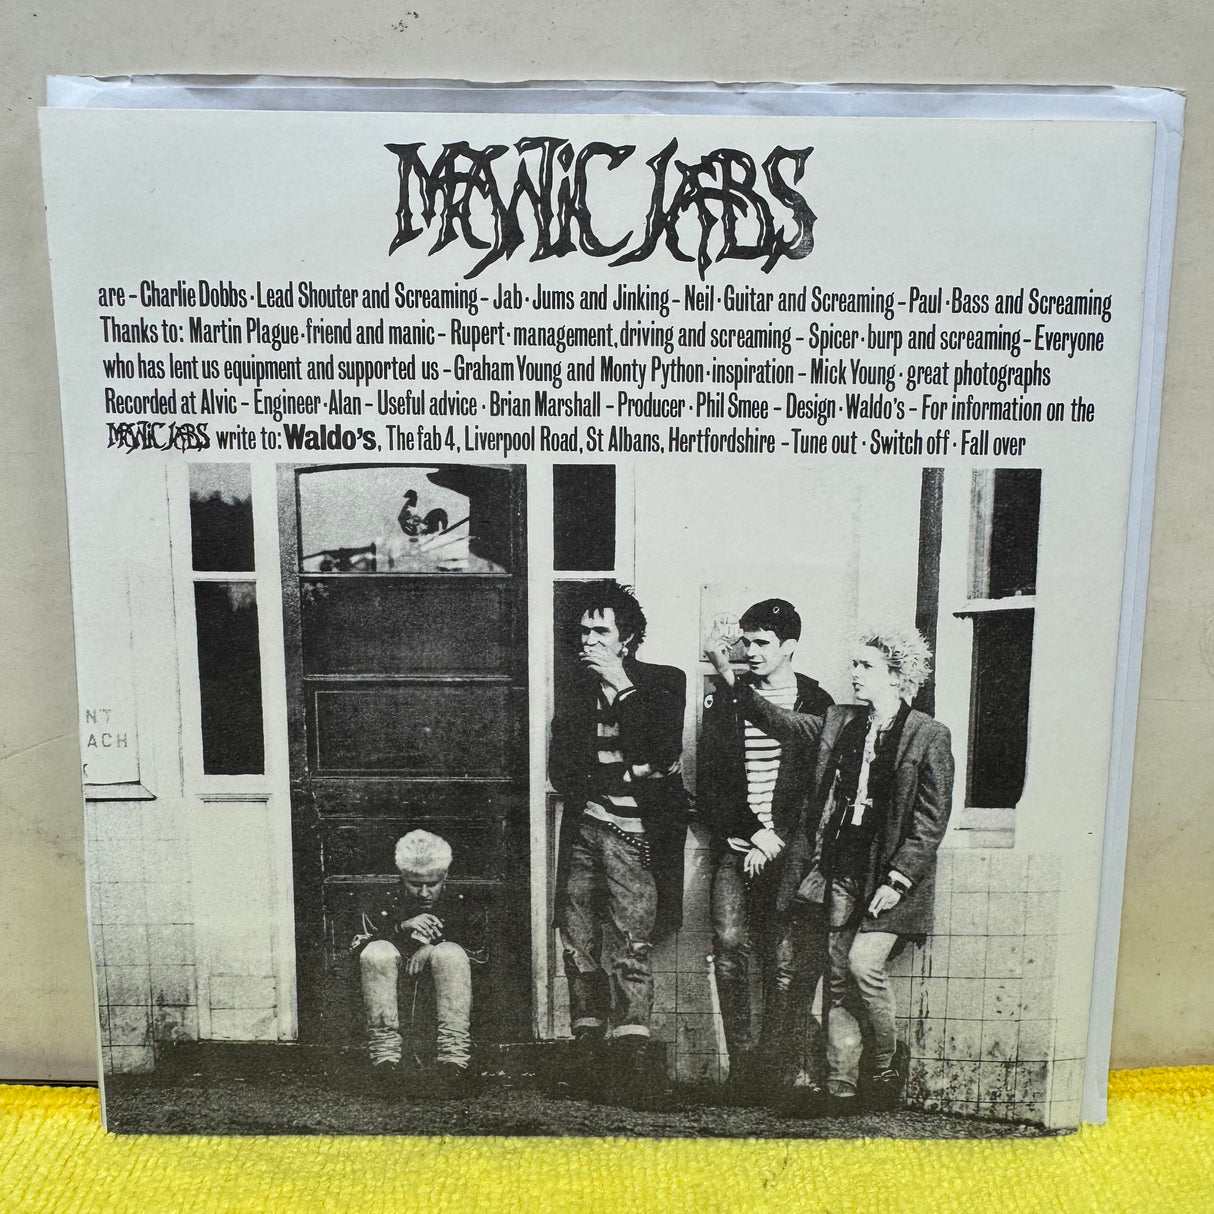 MANiC JABS
are – Charlie Dobbs · Lead Shouter and Screaming – Jab · Jums and Jinking – Neil · Guitar and Screaming – Paul · Bass and Screaming
Thanks to: Martin Plague · friend and manic – Rupert · management, driving and screaming – Spicer · burp and screaming – Everyone
who has lent us equipment and supported us – Graham Young and Monty Python · inspiration – Mick Young · great photographs
Recorded at Alvic – Engineer · Alan – Useful advice · Brian Marshall – Producer · Phil Smee – Design · Waldo's – For information on the
MANiC JABS write to: Waldo's, The fab 4, Liverpool Road, St Albans, Hertfordshire – Tune out · Switch off · Fall over
NT
ACH